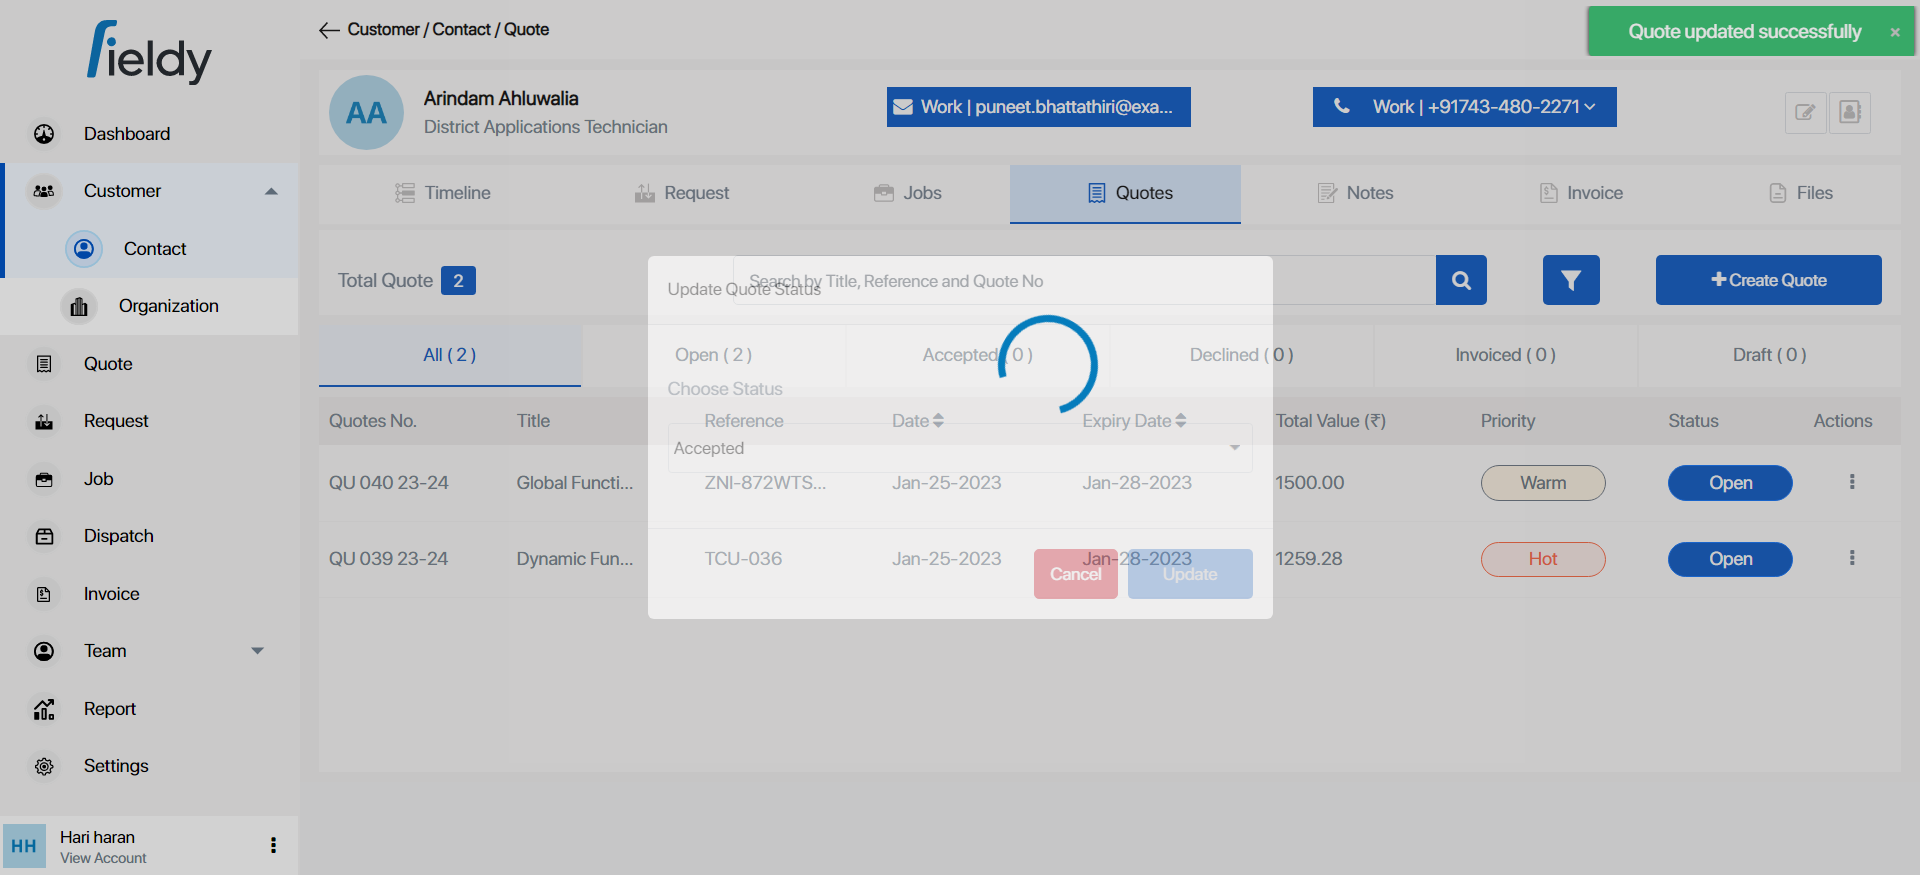 fieldy
Dashboard
Customer
Contact
Organization
Quote
Request
Job
Dispatch
Invoice
Team
Report
Settings
HH
Hari haran
View Account
Customer / Contact / Quote
Quote updated successfully ×
AA
Arindam Ahluwalia
District Applications Technician
Work | puneet.bhattathiri@exa...
Work | +91743-480-2271
Timeline
Request
Jobs
Quotes
Notes
Invoice
Files
Total Quote 2
Search by Title, Reference and Quote No
Create Quote
Update Quote Status
All ( 2 )
Open ( 2 )
Accepted ( 0 )
Declined ( 0 )
Invoiced ( 0 )
Draft ( 0 )
Choose Status
Accepted
Quotes No. Title Reference Date Expiry Date Total Value (₹) Priority Status Actions
QU 040 23-24 Global Functi... ZNI-872WTS... Jan-25-2023 Jan-28-2023 1500.00 Warm Open
QU 039 23-24 Dynamic Fun... TCU-036 Jan-25-2023 Jan-28-2023 1259.28 Hot Open
Cancel
Update